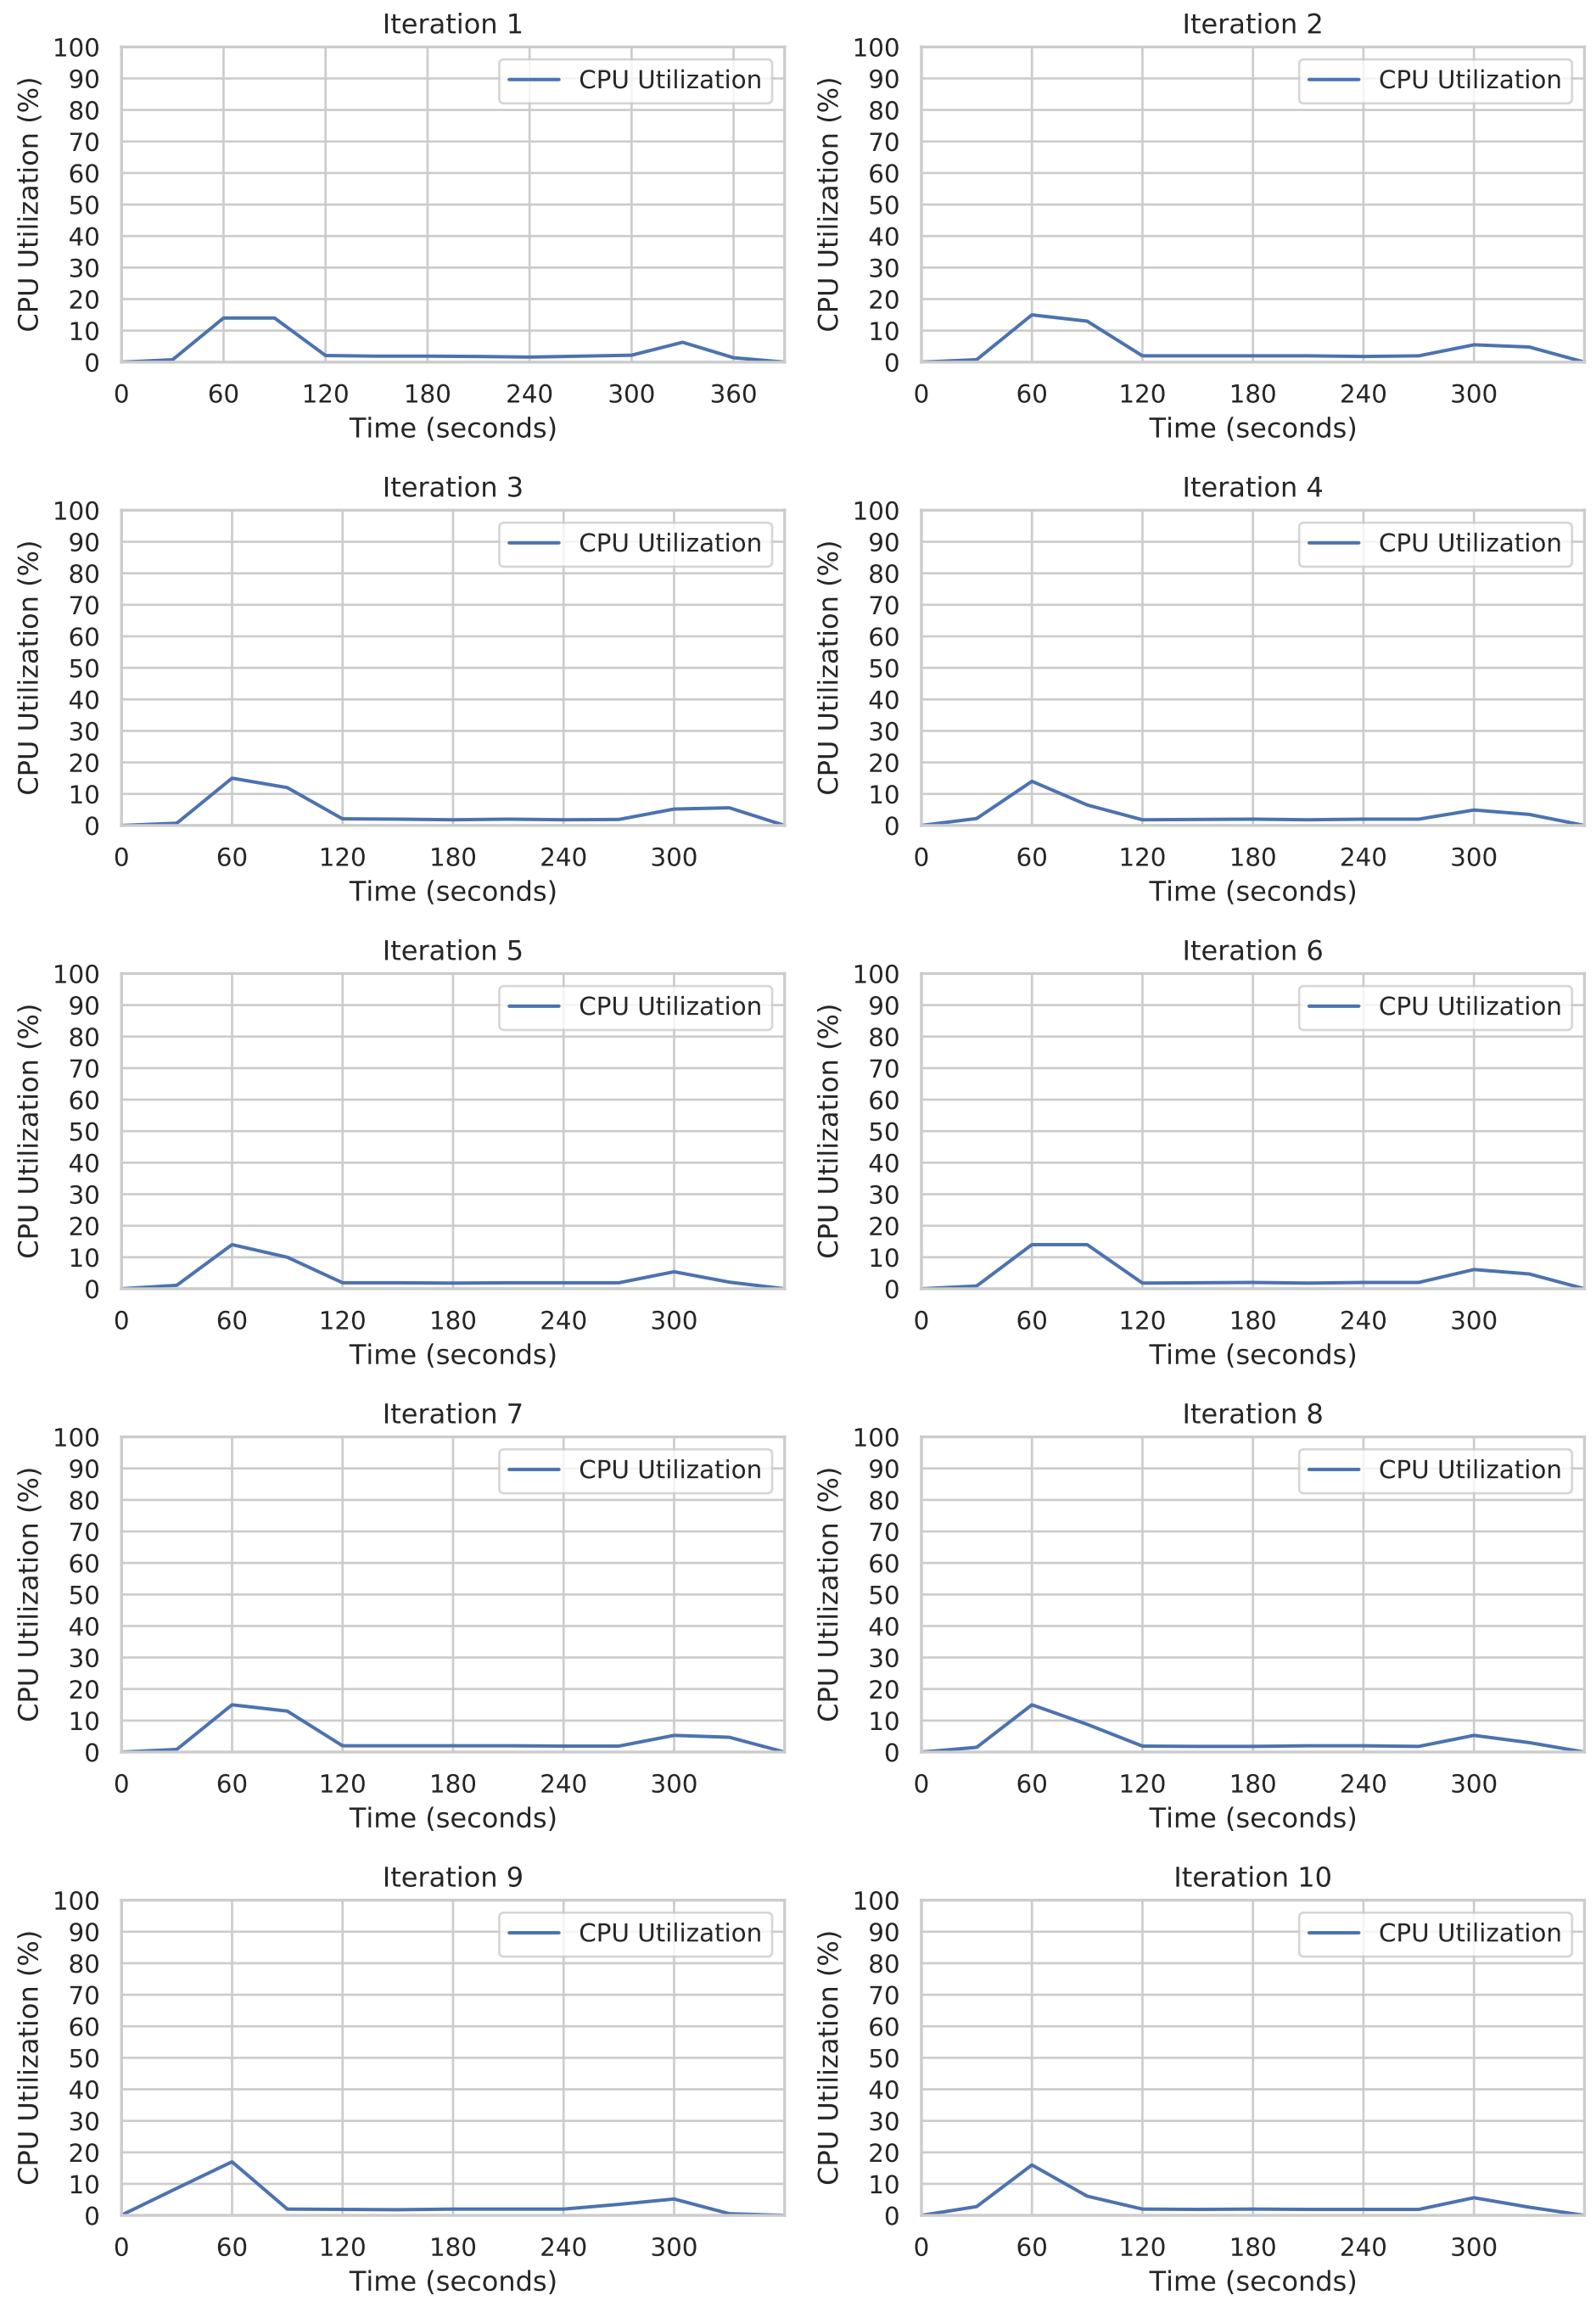 Iteration 1
CPU Utilization (%)
100
90
80
70
60
50
40
30
20
10
0
CPU Utilization
0 60 120 180 240 300 360
Time (seconds)
Iteration 2
CPU Utilization (%)
100
90
80
70
60
50
40
30
20
10
0
CPU Utilization
0 60 120 180 240 300
Time (seconds)
Iteration 3
CPU Utilization (%)
100
90
80
70
60
50
40
30
20
10
0
CPU Utilization
0 60 120 180 240 300
Time (seconds)
Iteration 4
CPU Utilization (%)
100
90
80
70
60
50
40
30
20
10
0
CPU Utilization
0 60 120 180 240 300
Time (seconds)
Iteration 5
CPU Utilization (%)
100
90
80
70
60
50
40
30
20
10
0
CPU Utilization
0 60 120 180 240 300
Time (seconds)
Iteration 6
CPU Utilization (%)
100
90
80
70
60
50
40
30
20
10
0
CPU Utilization
0 60 120 180 240 300
Time (seconds)
Iteration 7
CPU Utilization (%)
100
90
80
70
60
50
40
30
20
10
0
CPU Utilization
0 60 120 180 240 300
Time (seconds)
Iteration 8
CPU Utilization (%)
100
90
80
70
60
50
40
30
20
10
0
CPU Utilization
0 60 120 180 240 300
Time (seconds)
Iteration 9
CPU Utilization (%)
100
90
80
70
60
50
40
30
20
10
0
CPU Utilization
0 60 120 180 240 300
Time (seconds)
Iteration 10
CPU Utilization (%)
100
90
80
70
60
50
40
30
20
10
0
CPU Utilization
0 60 120 180 240 300
Time (seconds)